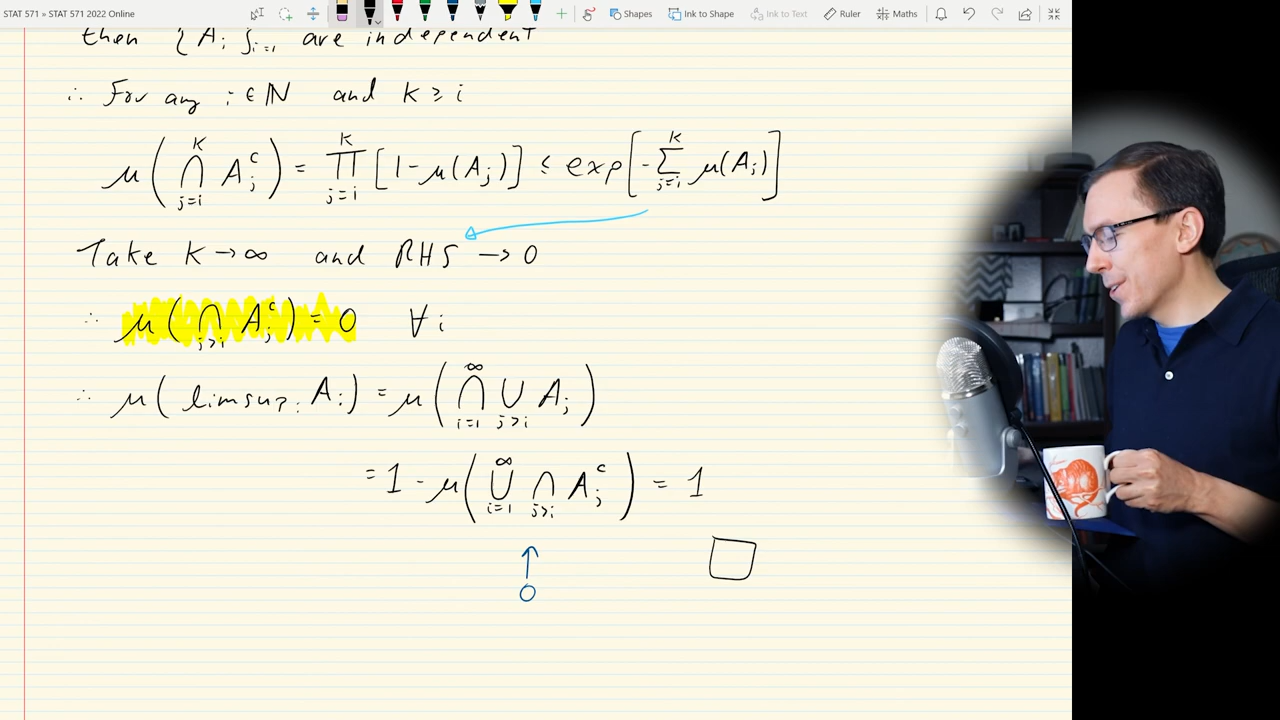 STAT 571 » STAT 571 2022 Online
Shapes Ink to Shape Ink to Text Ruler Maths
then {A_i}_{i=1} are independent
∴ For any i ∈ ℕ and k ≥ i
μ(⋂_{j=i}^{k} A_j^c) = ∏_{j=i}^{k} [1-μ(A_j)] ≤ exp[-∑_{j=i}^{k} μ(A_j)]
Take k → ∞ and RHS → 0
∴ μ(⋂_{j>i} A_j^c) = 0 ∀ i
∴ μ(limsup_i A_i) = μ(⋂_{i=1}^{∞} ⋃_{j>i} A_j)
= 1 - μ(⋃_{i=1}^{∞} ⋂_{j>i} A_j^c) = 1
↑ □
0